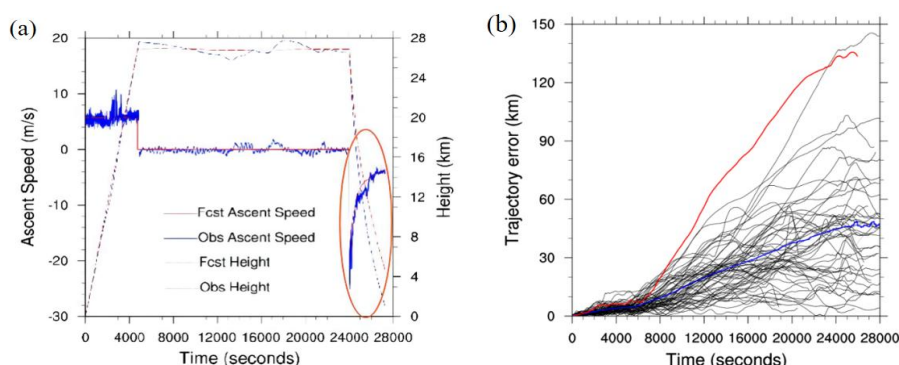 (a)
20
10
0
-10
-20
-30
Ascent Speed (m/s)
28
24
20
16
12
8
4
0
Height (km)
Fcst Ascent Speed
Obs Ascent Speed
Fcst Height
Obs Height
0 4000 8000 12000 16000 20000 24000 28000
Time (seconds)
(b)
150
120
90
60
30
0
Trajectory error (km)
0 4000 8000 12000 16000 20000 24000 28000
Time (seconds)